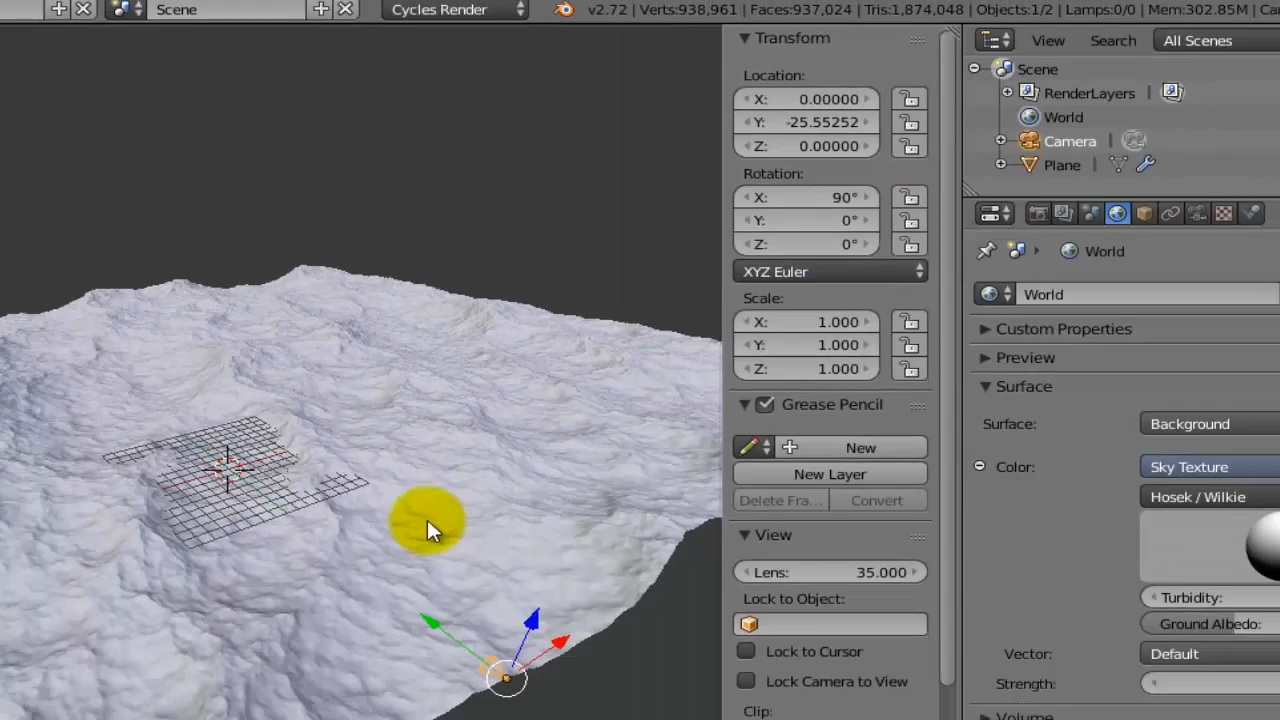 Scene
Cycles Render
v2.72 | Verts:938,961 | Faces:937,024 | Tris:1,874,048 | Objects:1/2 | Lamps:0/0 | Mem:302.85M | Ca
Transform
Location:
X: 0.00000
Y: -25.55252
Z: 0.00000
Rotation:
X: 90°
Y: 0°
Z: 0°
XYZ Euler
Scale:
X: 1.000
Y: 1.000
Z: 1.000
Grease Pencil
New
New Layer
Delete Fra... Convert
View
Lens: 35.000
Lock to Object:
Lock to Cursor
Lock Camera to View
Clip:
View Search All Scenes
Scene
RenderLayers |
World
Camera |
Plane |
World
World
Custom Properties
Preview
Surface
Surface: Background
Color: Sky Texture
Hosek / Wilkie
Turbidity:
Ground Albedo:
Vector: Default
Strength:
Volume